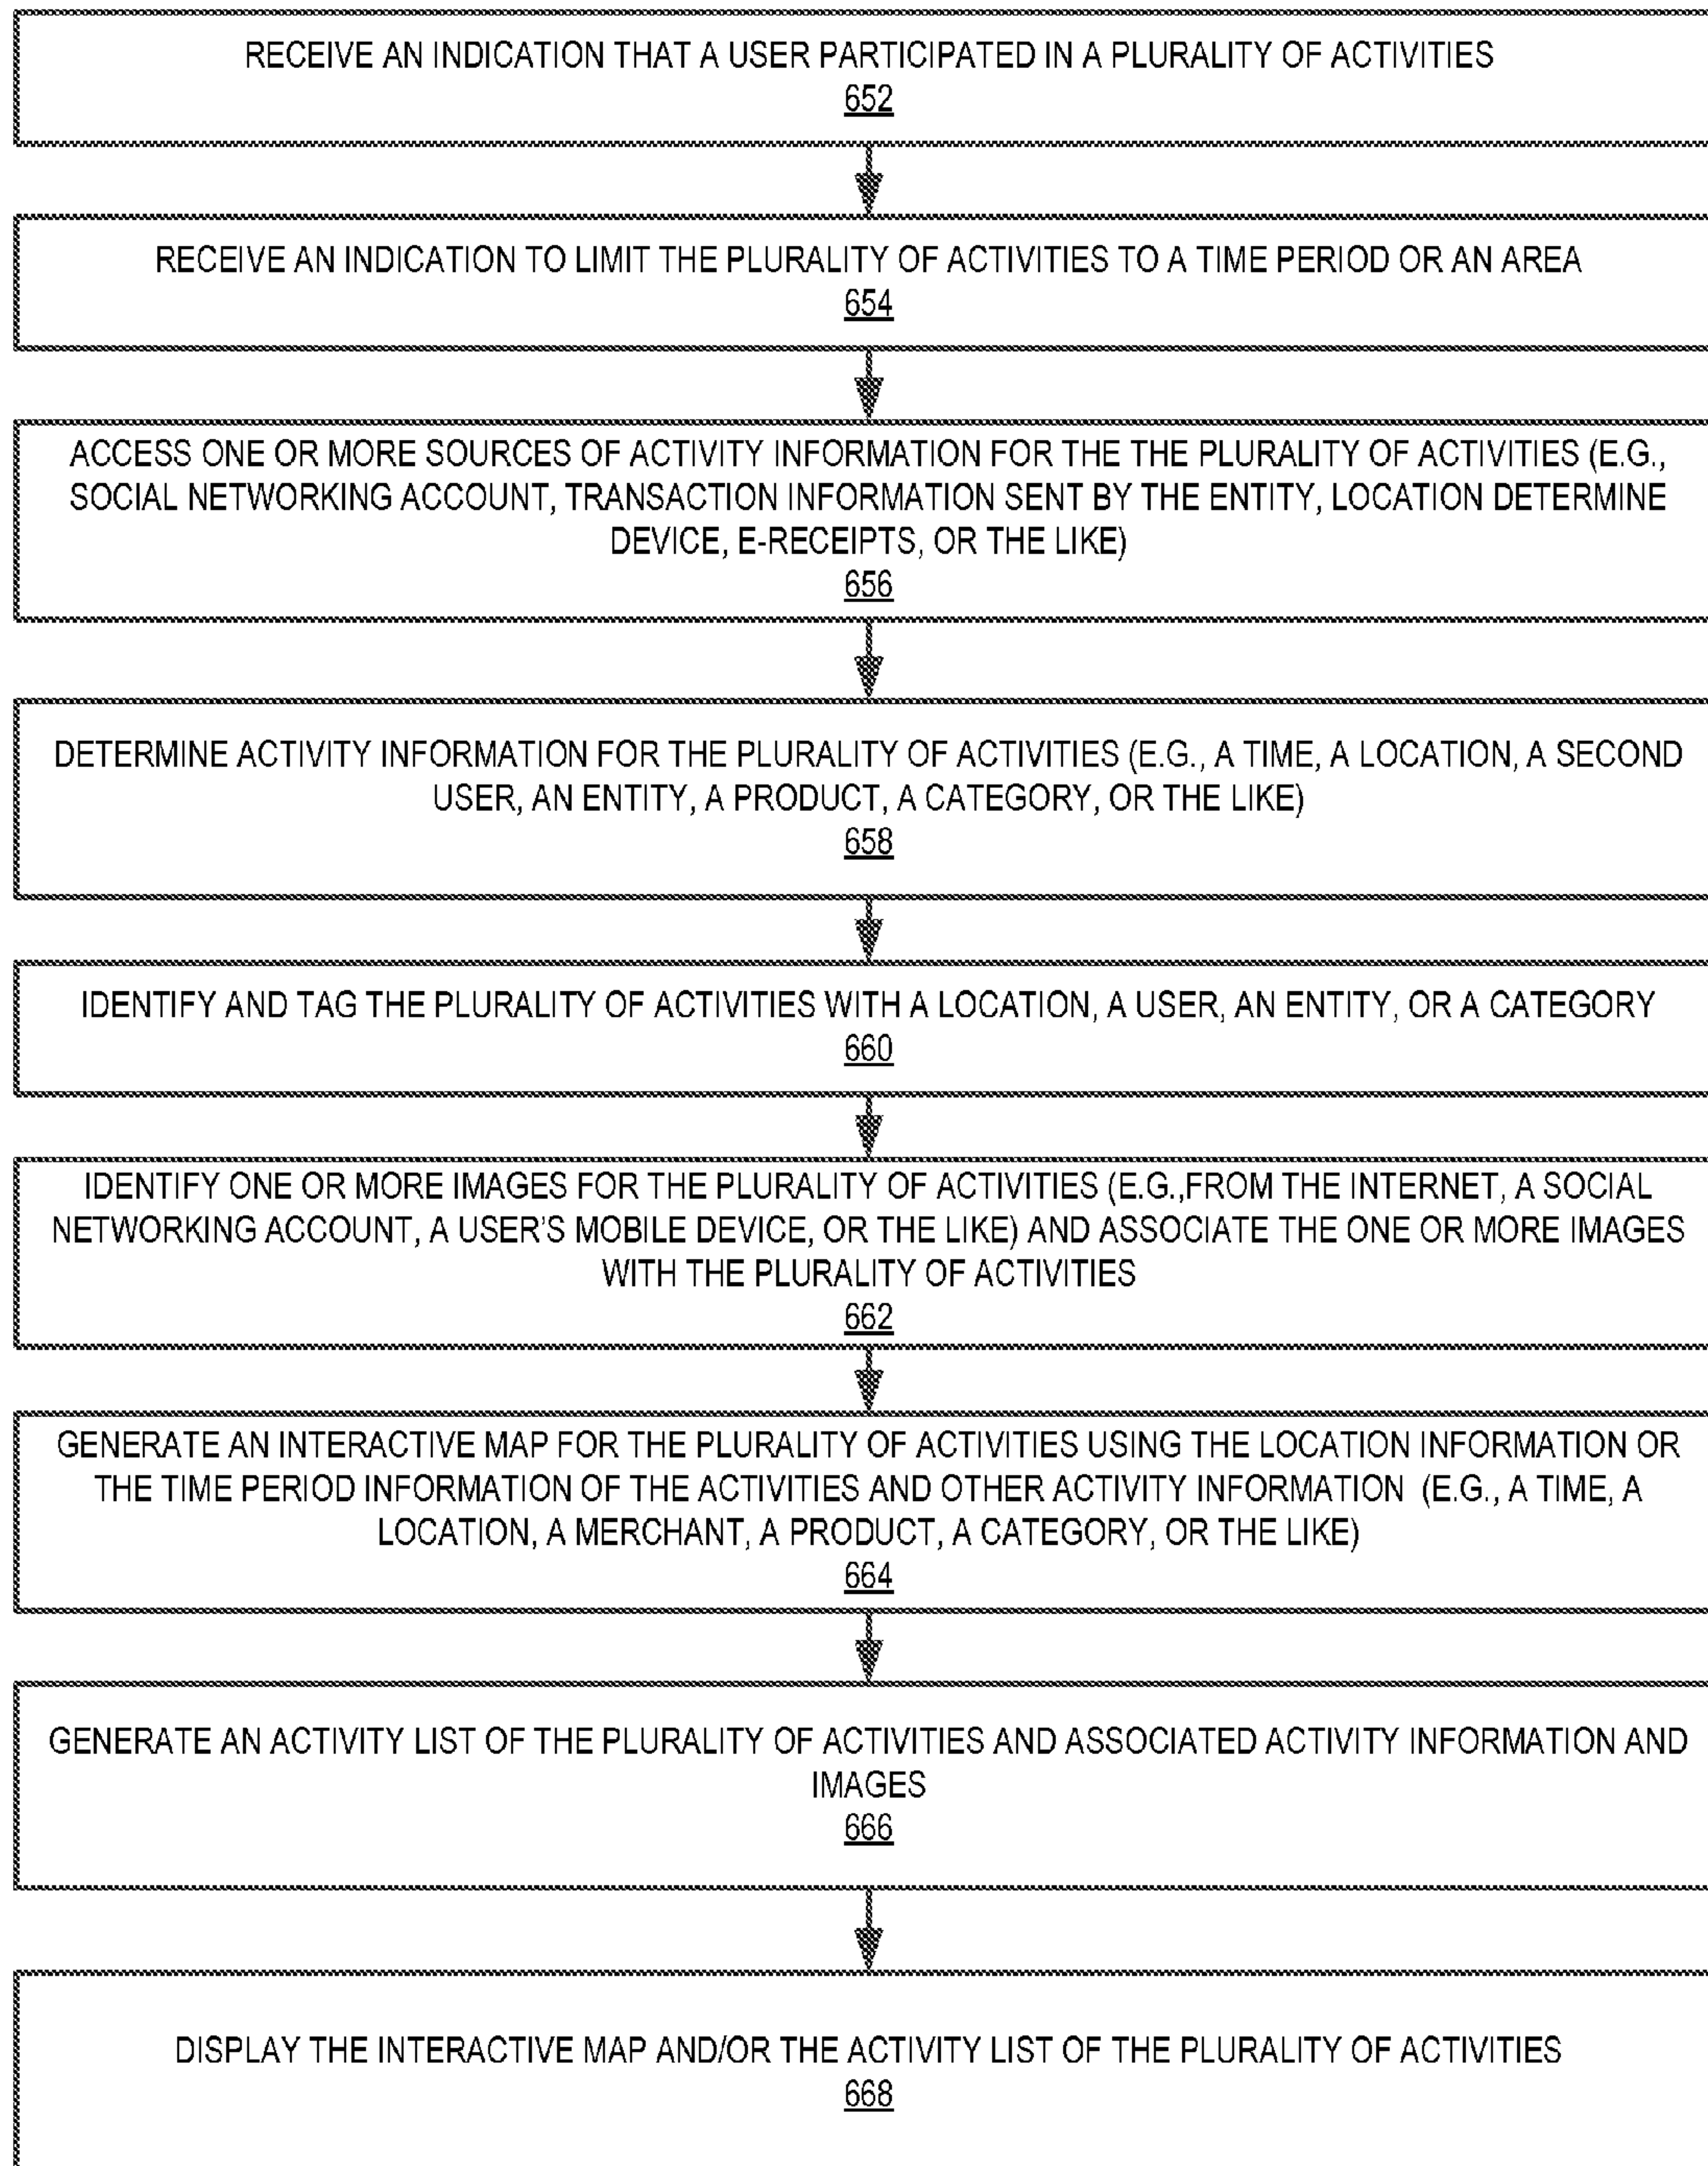 RECEIVE AN INDICATION THAT A USER PARTICIPATED IN A PLURALITY OF ACTIVITIES
652
RECEIVE AN INDICATION TO LIMIT THE PLURALITY OF ACTIVITIES TO A TIME PERIOD OR AN AREA
654
ACCESS ONE OR MORE SOURCES OF ACTIVITY INFORMATION FOR THE THE PLURALITY OF ACTIVITIES (E.G.,
SOCIAL NETWORKING ACCOUNT, TRANSACTION INFORMATION SENT BY THE ENTITY, LOCATION DETERMINE
DEVICE, E-RECEIPTS, OR THE LIKE)
656
DETERMINE ACTIVITY INFORMATION FOR THE PLURALITY OF ACTIVITIES (E.G., A TIME, A LOCATION, A SECOND
USER, AN ENTITY, A PRODUCT, A CATEGORY, OR THE LIKE)
658
IDENTIFY AND TAG THE PLURALITY OF ACTIVITIES WITH A LOCATION, A USER, AN ENTITY, OR A CATEGORY
660
IDENTIFY ONE OR MORE IMAGES FOR THE PLURALITY OF ACTIVITIES (E.G.,FROM THE INTERNET, A SOCIAL
NETWORKING ACCOUNT, A USER'S MOBILE DEVICE, OR THE LIKE) AND ASSOCIATE THE ONE OR MORE IMAGES
WITH THE PLURALITY OF ACTIVITIES
662
GENERATE AN INTERACTIVE MAP FOR THE PLURALITY OF ACTIVITIES USING THE LOCATION INFORMATION OR
THE TIME PERIOD INFORMATION OF THE ACTIVITIES AND OTHER ACTIVITY INFORMATION (E.G., A TIME, A
LOCATION, A MERCHANT, A PRODUCT, A CATEGORY, OR THE LIKE)
664
GENERATE AN ACTIVITY LIST OF THE PLURALITY OF ACTIVITIES AND ASSOCIATED ACTIVITY INFORMATION AND
IMAGES
666
DISPLAY THE INTERACTIVE MAP AND/OR THE ACTIVITY LIST OF THE PLURALITY OF ACTIVITIES
668